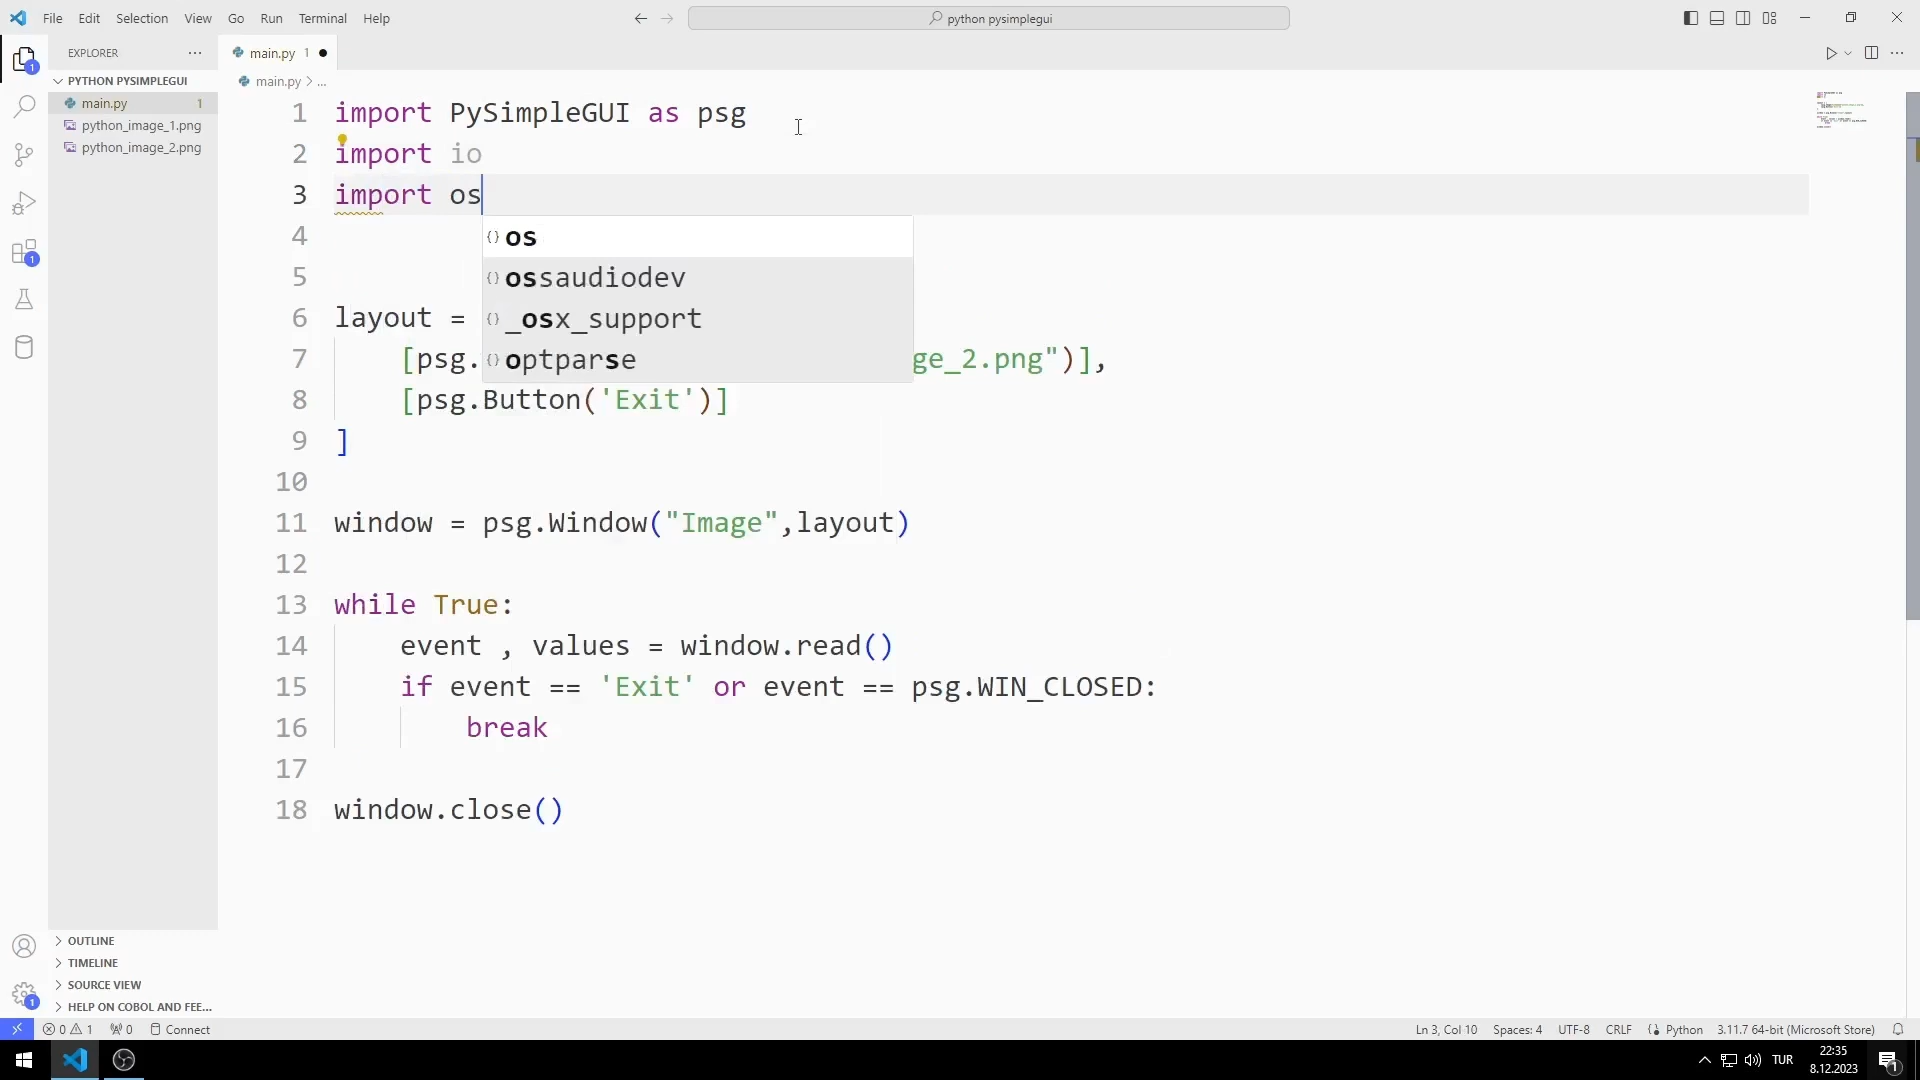 File Edit Selection View Go Run Terminal Help
python pysimplegui
EXPLORER
main.py 1
PYTHON PYSIMPLEGUI
main.py > ...
main.py 1
python_image_1.png
python_image_2.png
1 import PySimpleGUI as psg
2 import io
3 import os
4
5
6 layout =
7 [psg. ge_2.png")],
8 [psg.Button('Exit')]
9 ]
10
11 window = psg.Window("Image",layout)
12
13 while True:
14 event , values = window.read()
15 if event == 'Exit' or event == psg.WIN_CLOSED:
16 break
17
18 window.close()
os
ossaudiodev
_osx_support
optparse
OUTLINE
TIMELINE
SOURCE VIEW
HELP ON COBOL AND FEE...
0 1 0 Connect
Ln 3, Col 10 Spaces: 4 UTF-8 CRLF Python 3.11.7 64-bit (Microsoft Store)
TUR
22:35
8.12.2023